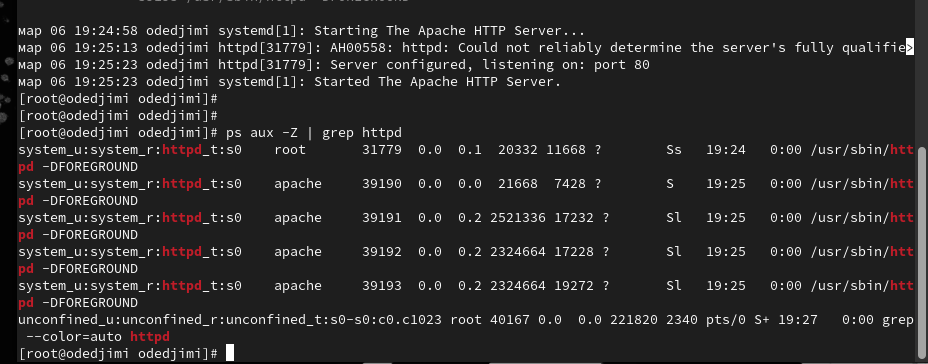 мар 06 19:24:58 odedjimi systemd[1]: Starting The Apache HTTP Server...
мар 06 19:25:13 odedjimi httpd[31779]: AH00558: httpd: Could not reliably determine the server's fully qualifie>
мар 06 19:25:23 odedjimi httpd[31779]: Server configured, listening on: port 80
мар 06 19:25:23 odedjimi systemd[1]: Started The Apache HTTP Server.
[root@odedjimi odedjimi]#
[root@odedjimi odedjimi]#
[root@odedjimi odedjimi]# ps aux -Z | grep httpd
system_u:system_r:httpd_t:s0    root       31779  0.0  0.1  20332 11668 ?        Ss   19:24   0:00 /usr/sbin/htt
pd -DFOREGROUND
system_u:system_r:httpd_t:s0    apache     39190  0.0  0.0  21668  7428 ?        S    19:25   0:00 /usr/sbin/htt
pd -DFOREGROUND
system_u:system_r:httpd_t:s0    apache     39191  0.0  0.2 2521336 17232 ?       Sl   19:25   0:00 /usr/sbin/htt
pd -DFOREGROUND
system_u:system_r:httpd_t:s0    apache     39192  0.0  0.2 2324664 17228 ?       Sl   19:25   0:00 /usr/sbin/htt
pd -DFOREGROUND
system_u:system_r:httpd_t:s0    apache     39193  0.0  0.2 2324664 19272 ?       Sl   19:25   0:00 /usr/sbin/htt
pd -DFOREGROUND
unconfined_u:unconfined_r:unconfined_t:s0-s0:c0.c1023 root 40167 0.0  0.0 221820 2340 pts/0 S+ 19:27   0:00 grep
 --color=auto httpd
[root@odedjimi odedjimi]#